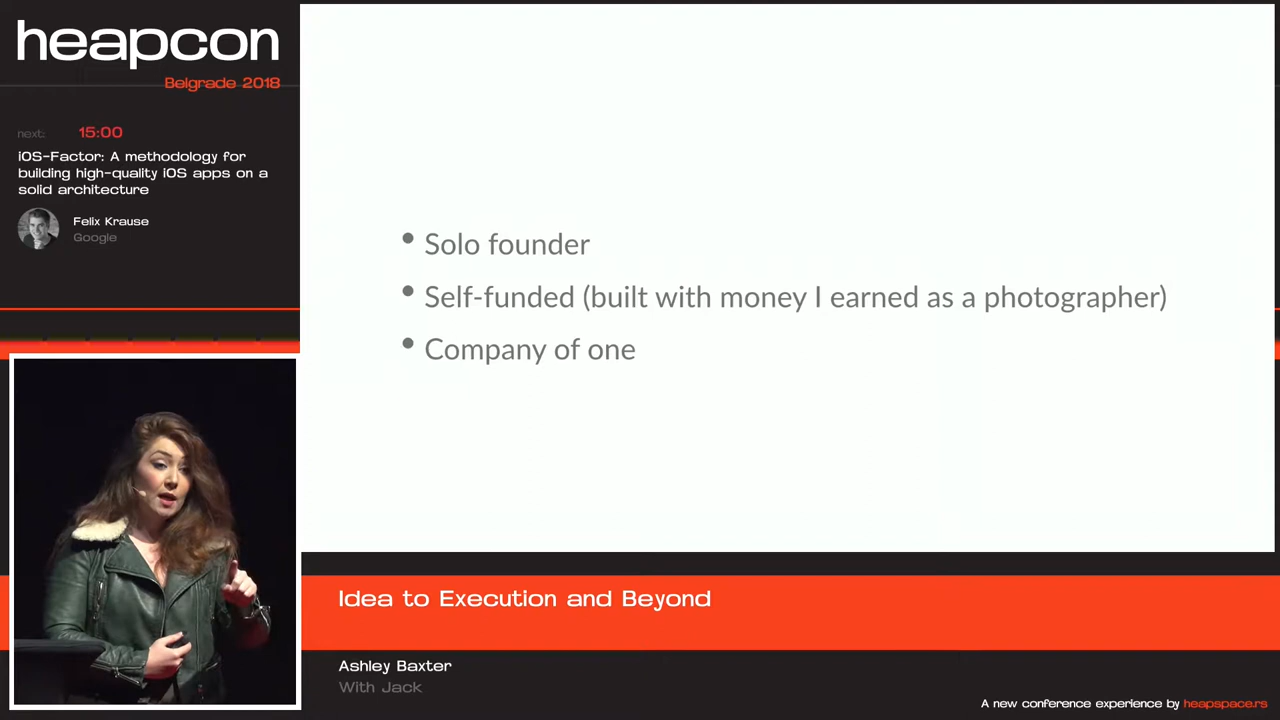 heapcon
Belgrade 2018
next: 15:00
iOS-Factor: A methodology for
building high-quality iOS apps on a
solid architecture
Felix Krause
Google
• Solo founder
• Self-funded (built with money I earned as a photographer)
• Company of one
Idea to Execution and Beyond
Ashley Baxter
With Jack
A new conference experience by heapspace.rs